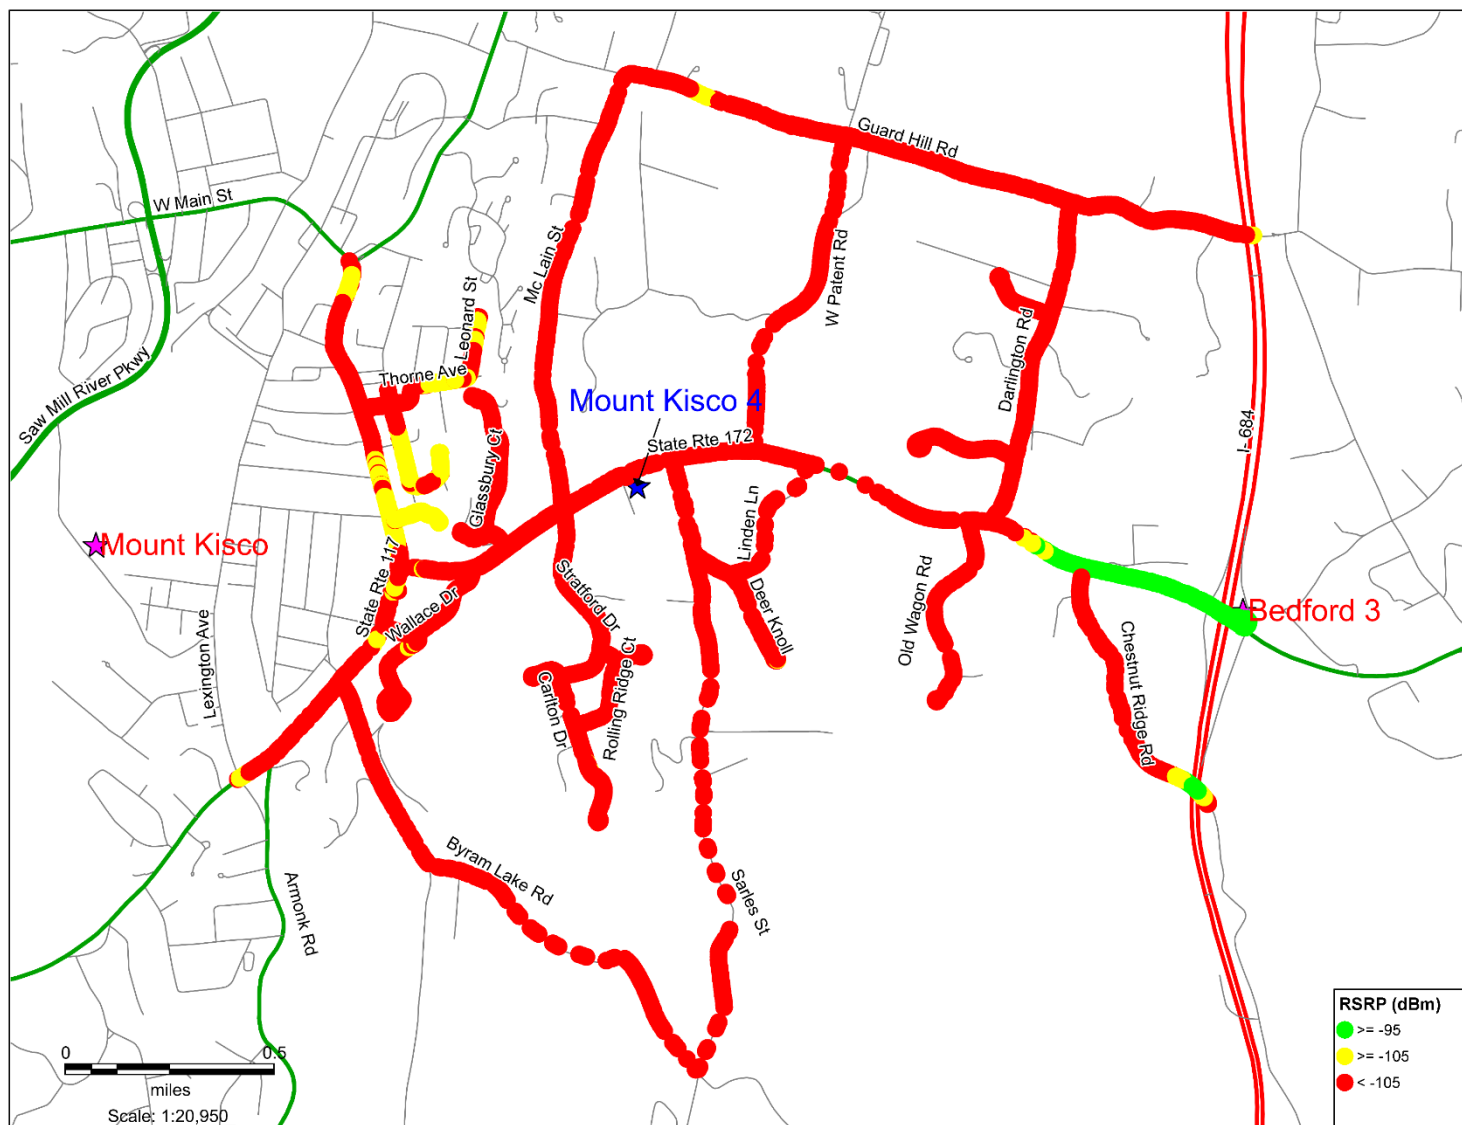 Guard Hill Rd
W Main St
Mc Lain St
W Patent Rd
Leonard St
Saw Mill River Pkwy
Thorne Ave
Darlington Rd
Mount Kisco 4
State Rte 172
I- 684
Glassbury Ct
Linden Ln
Mount Kisco
State Rte 117
Stratford Dr
Wallace Dr
Deer Knoll
Old Wagon Rd
Bedford 3
Lexington Ave
Chestnut Ridge Rd
Carlton Dr
Rolling Ridge Ct
Byram Lake Rd
Sarles St
Armonk Rd
RSRP (dBm)
>= -95
>= -105
< -105
0 0.5
miles
Scale: 1:20,950